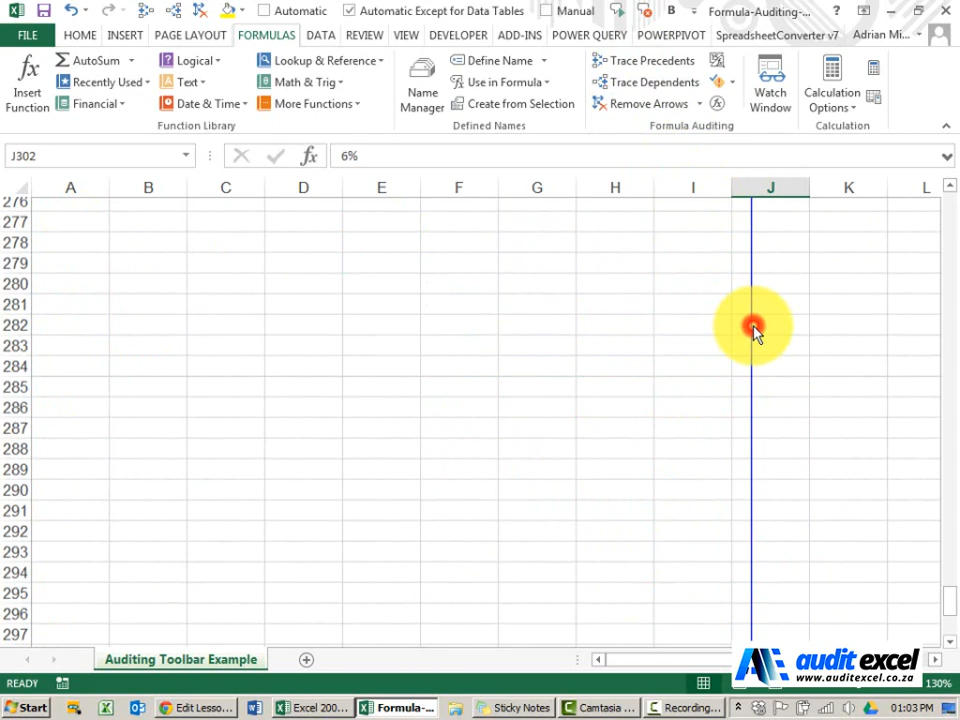 Automatic Automatic Except for Data Tables Manual B Formula-Auditing-... ?
FILE HOME INSERT PAGE LAYOUT FORMULAS DATA REVIEW VIEW DEVELOPER ADD-INS POWER QUERY POWERPIVOT SpreadsheetConverter v7 Adrian Mi...
AutoSum Logical Lookup & Reference Define Name Trace Precedents
Recently Used Text Math & Trig Use in Formula Trace Dependents
Financial Date & Time More Functions Create from Selection Remove Arrows
Insert Function
Name Manager
Watch Window
Calculation Options
Function Library Defined Names Formula Auditing Calculation
J302 fx 6%
A B C D E F G H I J K L
276
277
278
279
280
281
282
283
284
285
286
287
288
289
290
291
292
293
294
295
296
297
Auditing Toolbar Example
audit excel
www.auditexcel.co.za
READY 130%
Start Edit Lesso... Excel 200... Formula-... Sticky Notes Camtasia ... Recording... 01:03 PM